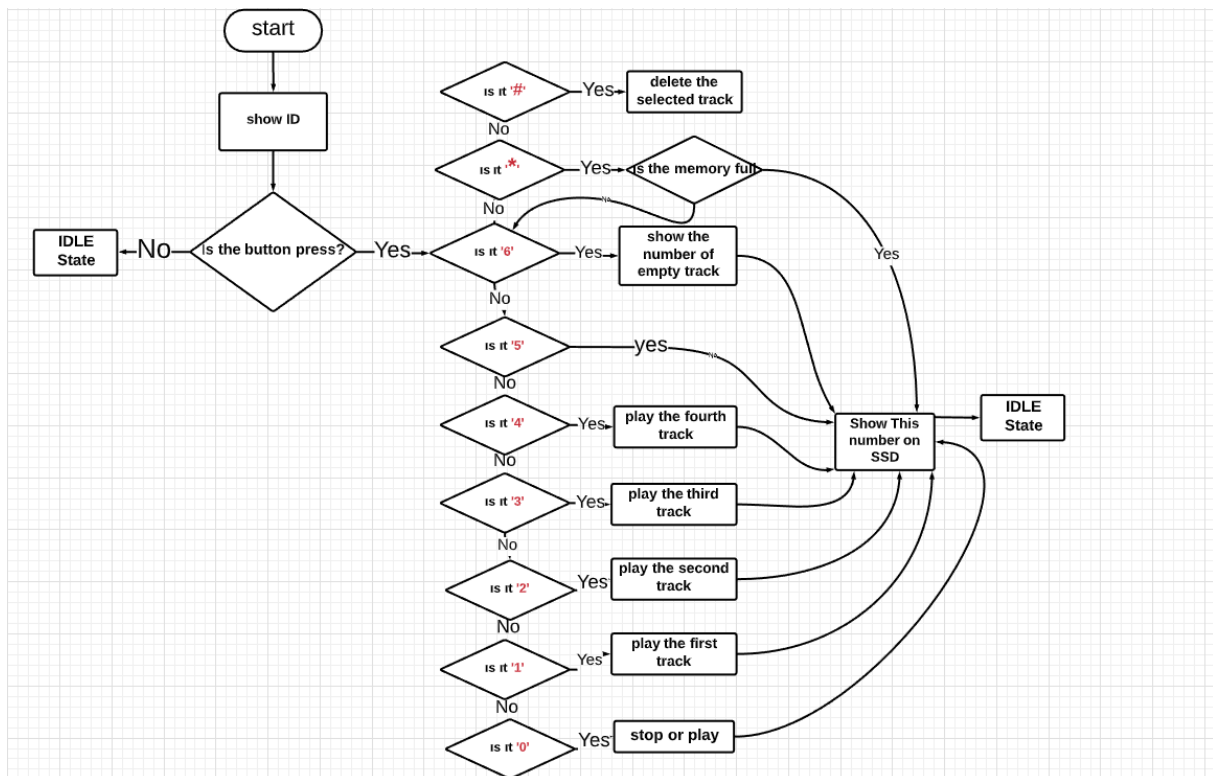 start
show ID
is the button press?
No
IDLE
State
Yes
is it '#'
Yes
delete the
selected track
No
is it '*'
Yes
is the memory full
Yes
No
is it '6'
Yes
show the
number of
empty track
No
is it '5'
yes
No
is it '4'
Yes
play the fourth
track
No
is it '3'
Yes
play the third
track
No
is it '2'
Yes
play the second
track
No
is it '1'
Yes
play the first
track
No
is it '0'
Yes
stop or play
Show This
number on
SSD
IDLE
State